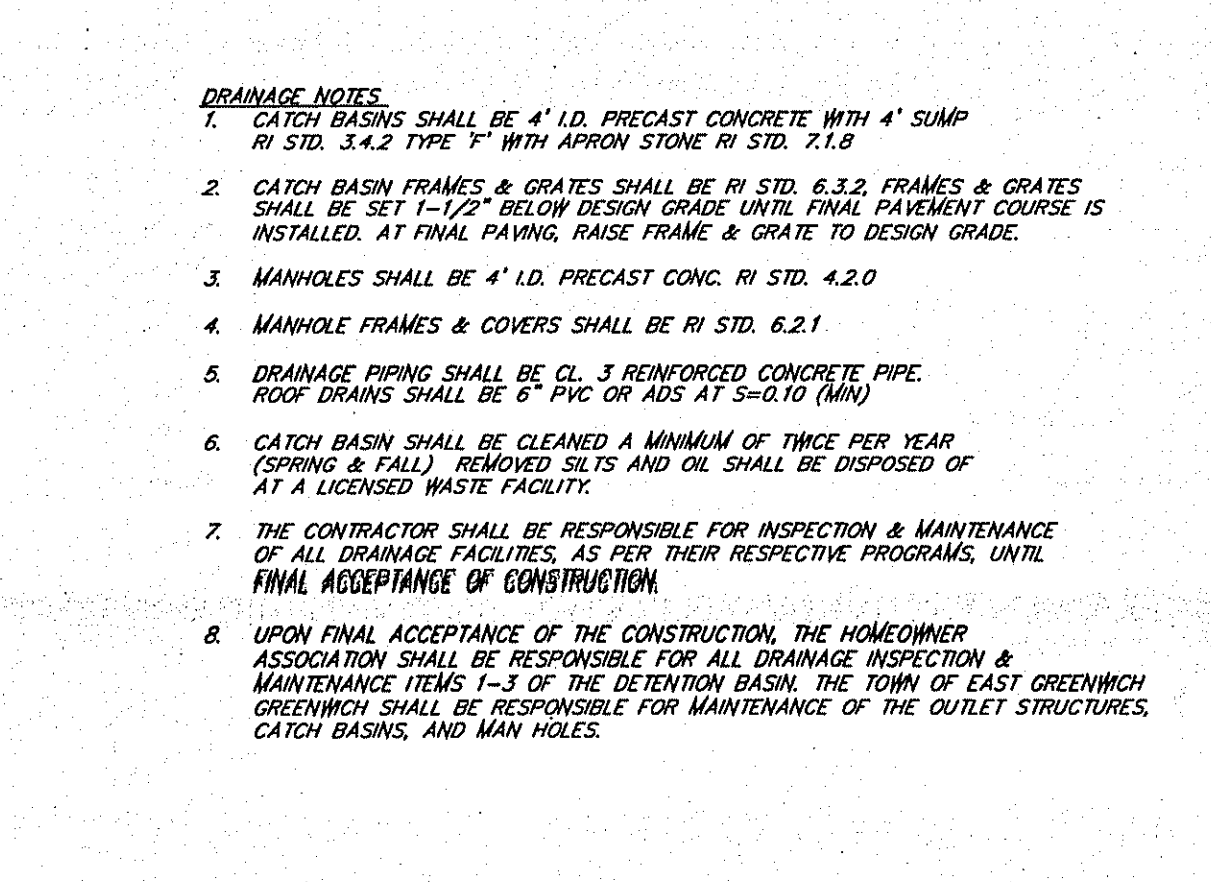 DRAINAGE NOTES
1. CATCH BASINS SHALL BE 4' I.D. PRECAST CONCRETE WITH 4' SUMP
RI STD. 3.4.2 TYPE 'F' WITH APRON STONE RI STD. 7.1.8
2. CATCH BASIN FRAMES & GRATES SHALL BE RI STD. 6.3.2, FRAMES & GRATES
SHALL BE SET 1-1/2" BELOW DESIGN GRADE UNTIL FINAL PAVEMENT COURSE IS
INSTALLED. AT FINAL PAVING, RAISE FRAME & GRATE TO DESIGN GRADE.
3. MANHOLES SHALL BE 4' I.D. PRECAST CONC. RI STD. 4.2.0
4. MANHOLE FRAMES & COVERS SHALL BE RI STD. 6.2.1
5. DRAINAGE PIPING SHALL BE CL. 3 REINFORCED CONCRETE PIPE.
ROOF DRAINS SHALL BE 6" PVC OR ADS AT S=0.10 (MIN)
6. CATCH BASIN SHALL BE CLEANED A MINIMUM OF TWICE PER YEAR
(SPRING & FALL) REMOVED SILTS AND OIL SHALL BE DISPOSED OF
AT A LICENSED WASTE FACILITY.
7. THE CONTRACTOR SHALL BE RESPONSIBLE FOR INSPECTION & MAINTENANCE
OF ALL DRAINAGE FACILITIES, AS PER THEIR RESPECTIVE PROGRAMS, UNTIL
FINAL ACCEPTANCE OF CONSTRUCTION.
8. UPON FINAL ACCEPTANCE OF THE CONSTRUCTION, THE HOMEOWNER
ASSOCIATION SHALL BE RESPONSIBLE FOR ALL DRAINAGE INSPECTION &
MAINTENANCE ITEMS 1-3 OF THE DETENTION BASIN. THE TOWN OF EAST GREENWICH
GREENWICH SHALL BE RESPONSIBLE FOR MAINTENANCE OF THE OUTLET STRUCTURES,
CATCH BASINS, AND MAN HOLES.